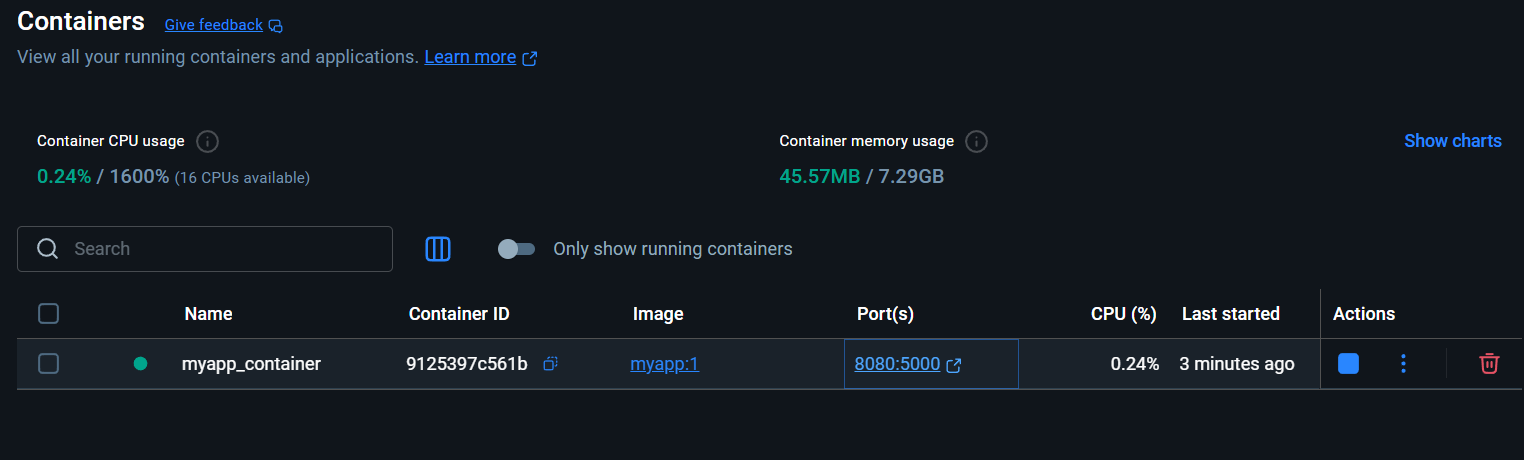 Containers Give feedback
View all your running containers and applications. Learn more
Container CPU usage Container memory usage Show charts
0.24% / 1600% (16 CPUs available) 45.57MB / 7.29GB
Search Only show running containers
Name Container ID Image Port(s) CPU (%) Last started Actions
myapp_container 9125397c561b myapp:1 8080:5000 0.24% 3 minutes ago